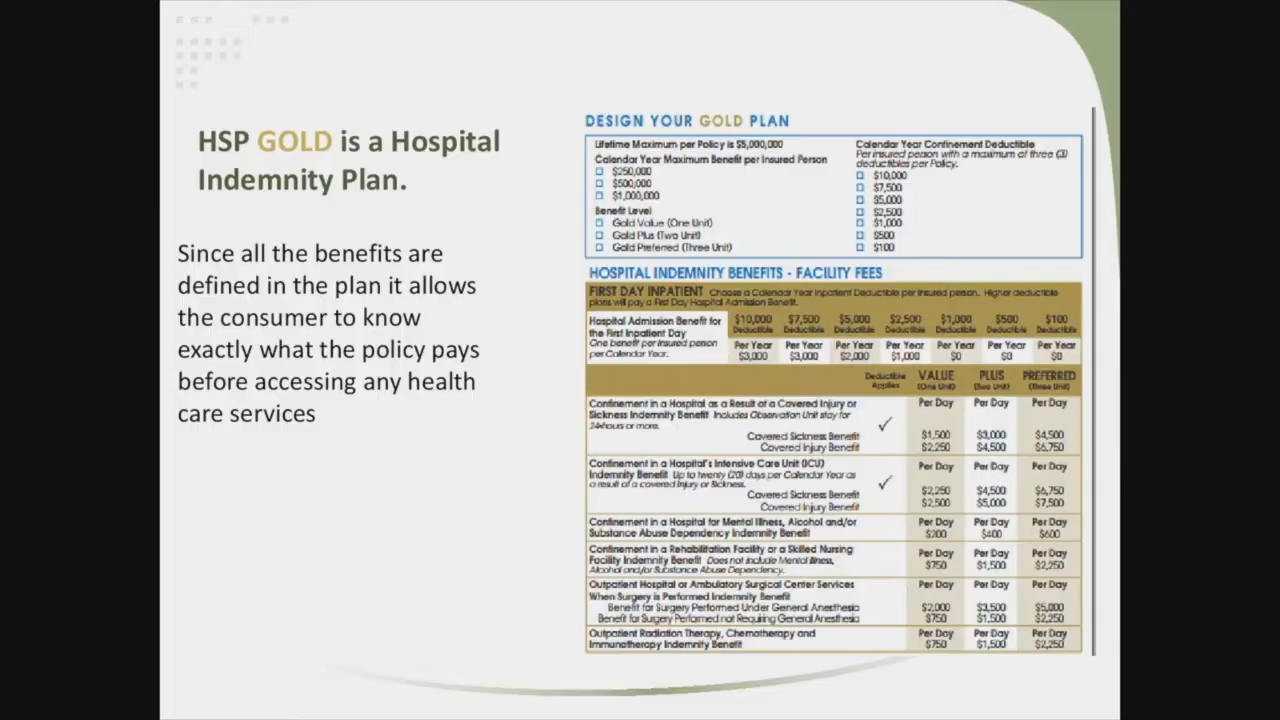 HSP GOLD is a Hospital
Indemnity Plan.
Since all the benefits are
defined in the plan it allows
the consumer to know
exactly what the policy pays
before accessing any health
care services
DESIGN YOUR GOLD PLAN
Lifetime Maximum per Policy is $5,000,000
Calendar Year Maximum Benefit per Insured Person
$250,000
$500,000
$1,000,000
Benefit Level
Gold Value (One Unit)
Gold Plus (Two Unit)
Gold Preferred (Three Unit)
Calendar Year Confinement Deductible
Per insured person with a maximum of three (3)
deductibles per Policy.
$10,000
$7,500
$5,000
$2,500
$1,000
$500
$100
HOSPITAL INDEMNITY BENEFITS - FACILITY FEES
FIRST DAY INPATIENT Choose a Calendar Year Inpatient Deductible per insured person. Higher deductible
plans will pay a First Day Hospital Admission Benefit.
Hospital Admission Benefit for
the First Inpatient Day
One benefit per insured person
per Calendar Year.
$10,000 $7,500 $5,000 $2,500 $1,000 $500 $100
Deductible Deductible Deductible Deductible Deductible Deductible Deductible
Per Year Per Year Per Year Per Year Per Year Per Year Per Year
$3,000 $3,000 $2,000 $1,000 $0 $0 $0
Deductible Applies VALUE (One Unit) PLUS (Two Unit) PREFERRED (Three Unit)
Confinement in a Hospital as a Result of a Covered Injury or Per Day Per Day Per Day
Sickness Indemnity Benefit Includes Observation Unit stay for
24-hours or more.
Covered Sickness Benefit $1,500 $3,000 $4,500
Covered Injury Benefit $2,250 $4,500 $6,750
Confinement in a Hospital's Intensive Care Unit (ICU) Per Day Per Day Per Day
Indemnity Benefit Up to twenty (20) days per Calendar Year as
a result of a covered Injury or Sickness.
Covered Sickness Benefit $2,250 $4,500 $6,750
Covered Injury Benefit $2,500 $5,000 $7,500
Confinement in a Hospital for Mental Illness, Alcohol and/or Per Day Per Day Per Day
Substance Abuse Dependency Indemnity Benefit $200 $400 $600
Confinement in a Rehabilitation Facility or a Skilled Nursing Per Day Per Day Per Day
Facility Indemnity Benefit Does not include Mental Illness, $750 $1,500 $2,250
Alcohol and/or Substance Abuse Dependency.
Outpatient Hospital or Ambulatory Surgical Center Services Per Day Per Day Per Day
When Surgery is Performed Indemnity Benefit
Benefit for Surgery Performed Under General Anesthesia $2,000 $3,500 $5,000
Benefit for Surgery Performed not Requiring General Anesthesia $750 $1,500 $2,250
Outpatient Radiation Therapy, Chemotherapy and Per Day Per Day Per Day
Immunotherapy Indemnity Benefit $750 $1,500 $2,250